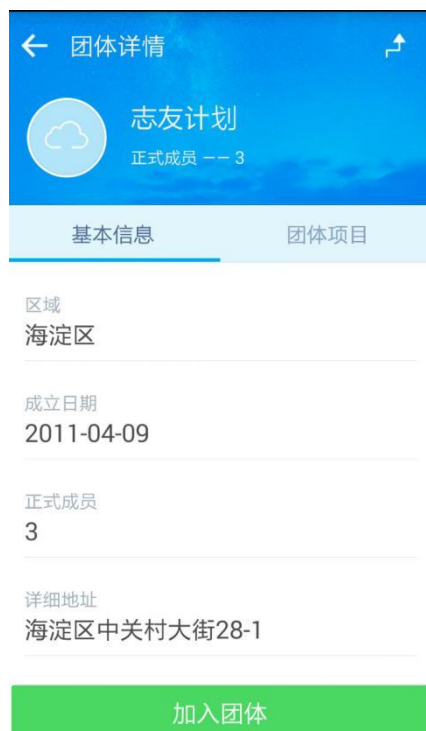 团体详情
志友计划
正式成员 —— 3
基本信息
团体项目
区域
海淀区
成立日期
2011-04-09
正式成员
3
详细地址
海淀区中关村大街28-1
加入团体